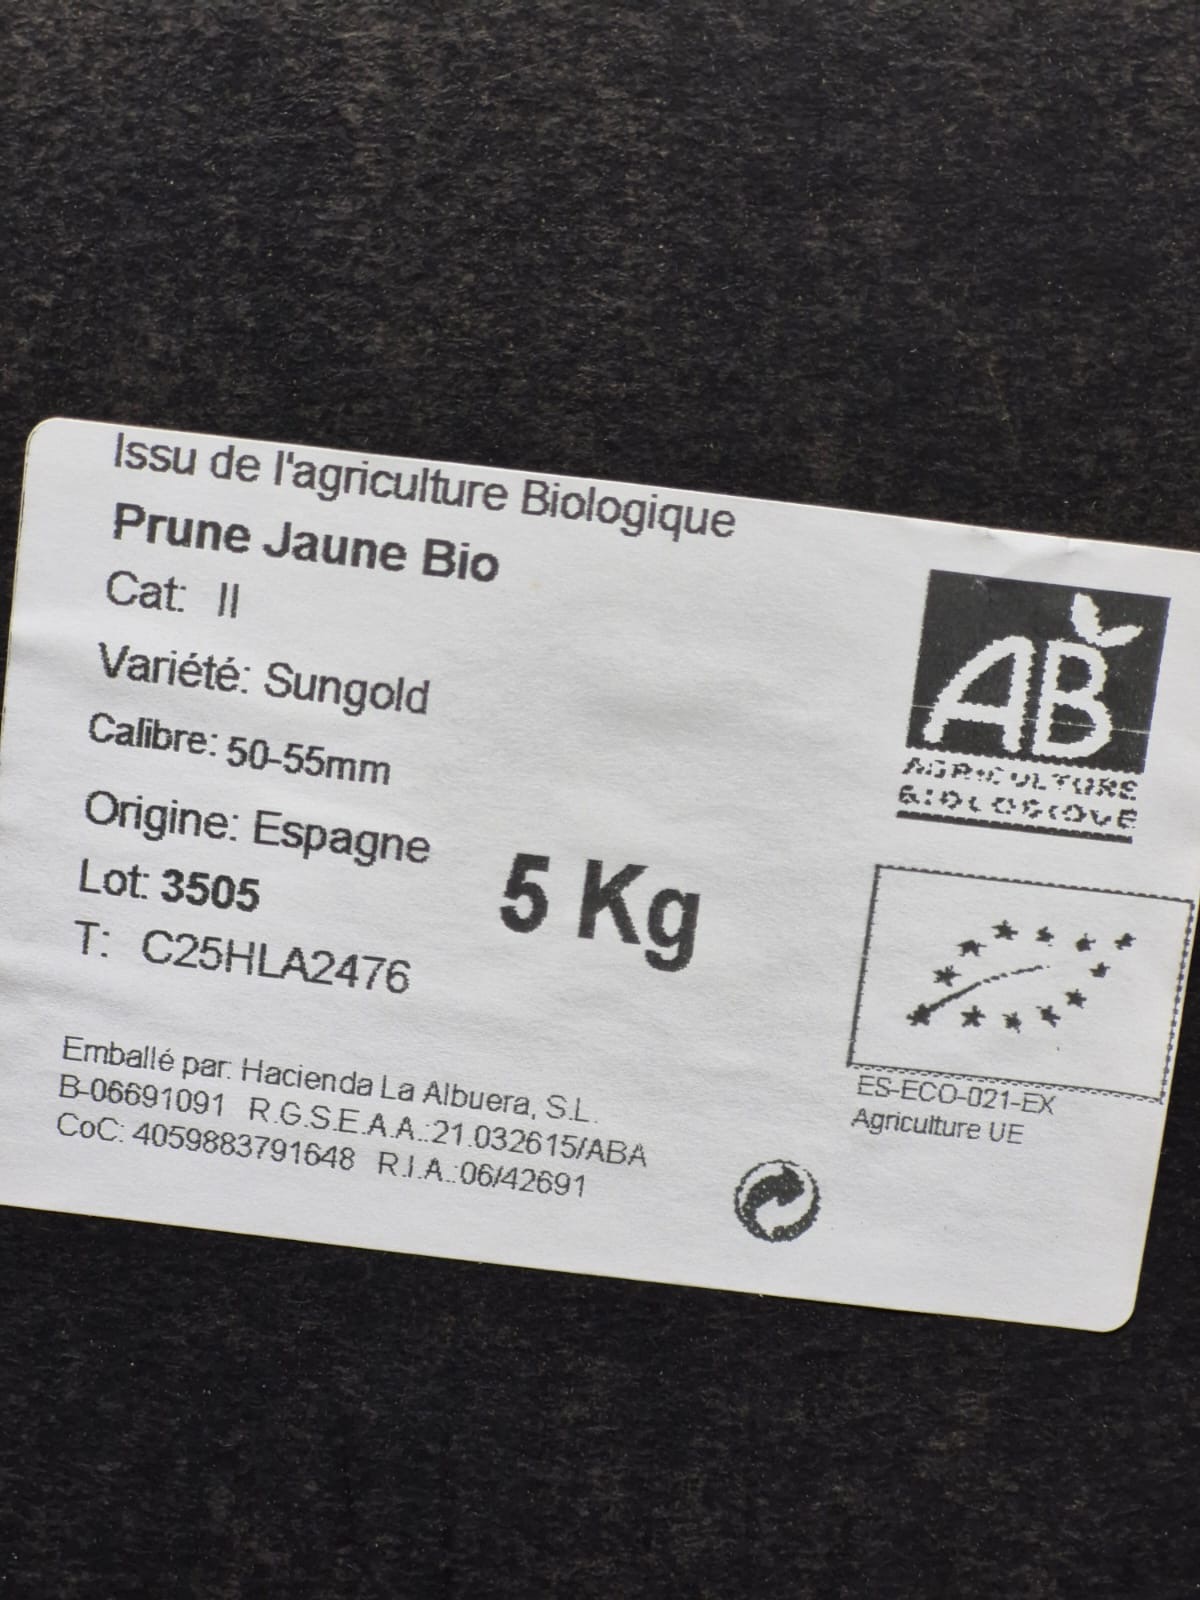 Issu de l'agriculture Biologique
Prune Jaune Bio
Cat: II
Variété: Sungold
Calibre: 50-55mm
Origine: Espagne
Lot: 3505
5 Kg
T: C25HLA2476
Emballé par: Hacienda La Albuera, S.L.
B-06691091 R.G.S.E.A.A.:21.032615/ABA
CoC: 4059883791648 R.I.A.:06/42691
AB
AGRICULTURE
BIOLOGIQUE
ES-ECO-021-EX
Agriculture UE